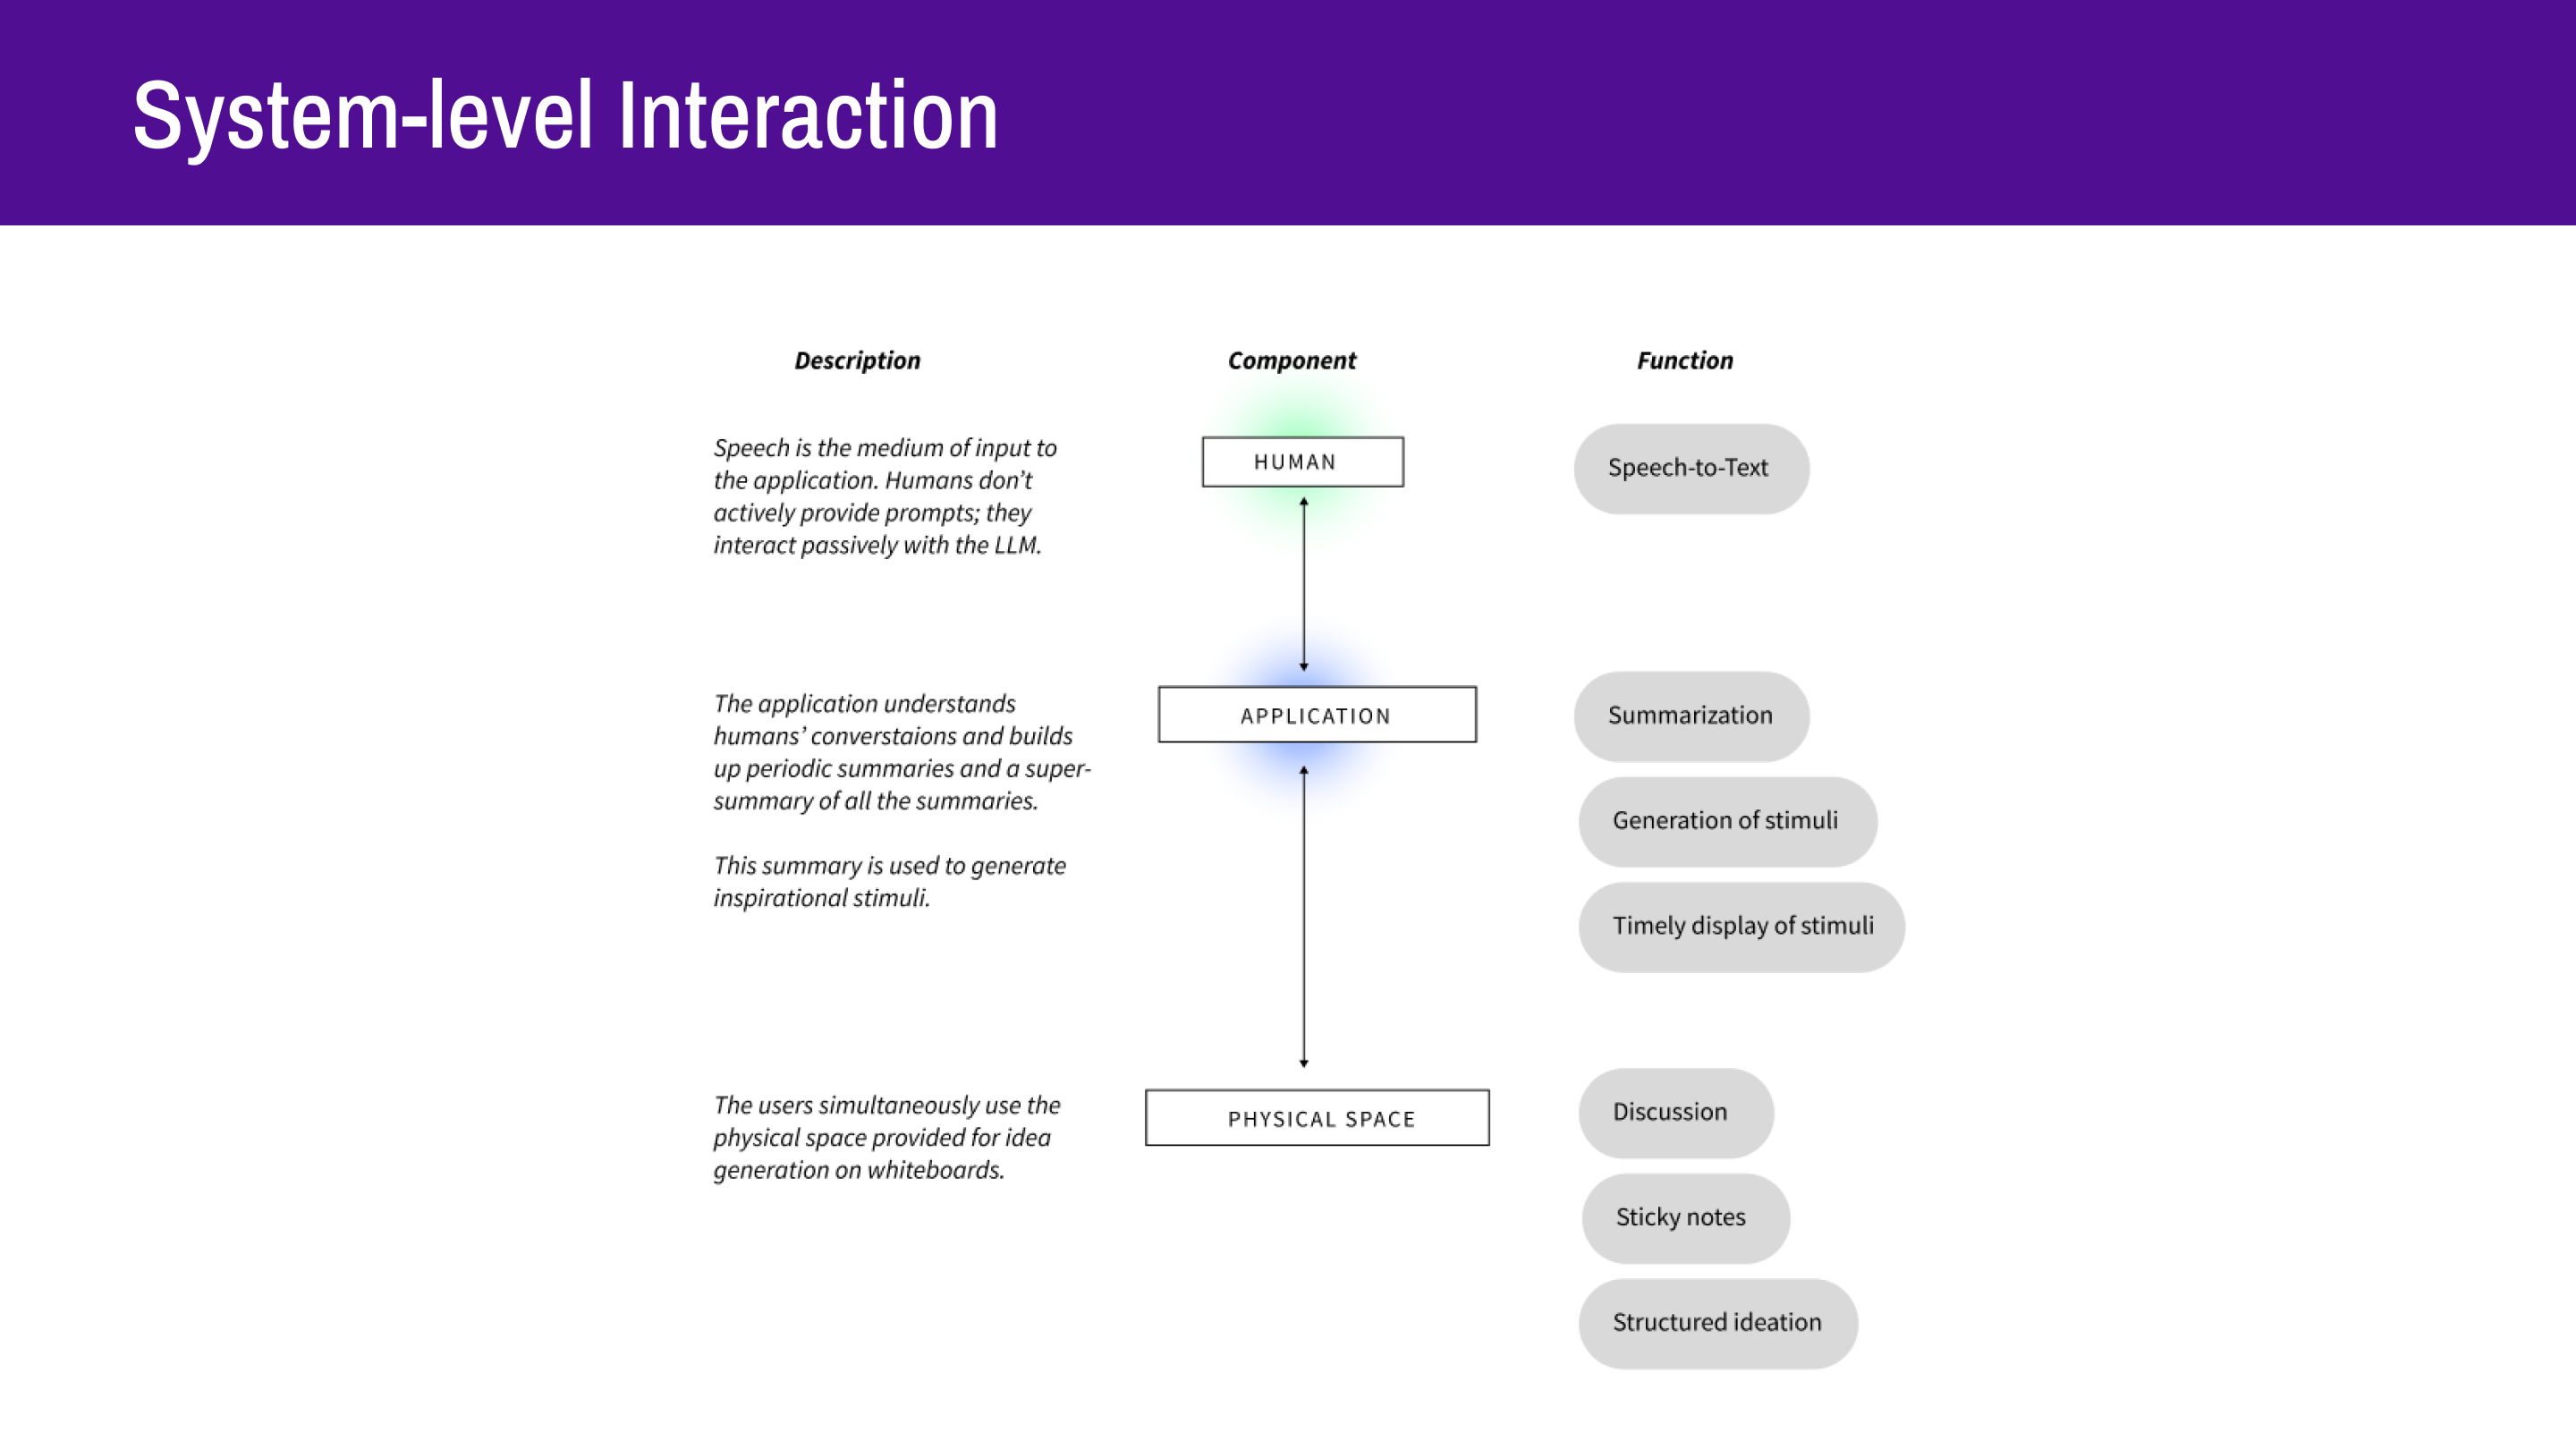 System-level Interaction
Description
Component
Function
Speech is the medium of input to
the application. Humans don't
actively provide prompts; they
interact passively with the LLM.
HUMAN
Speech-to-Text
The application understands
humans' converstaions and builds
up periodic summaries and a super-
summary of all the summaries.
This summary is used to generate
inspirational stimuli.
APPLICATION
Summarization
Generation of stimuli
Timely display of stimuli
The users simultaneously use the
physical space provided for idea
generation on whiteboards.
PHYSICAL SPACE
Discussion
Sticky notes
Structured ideation